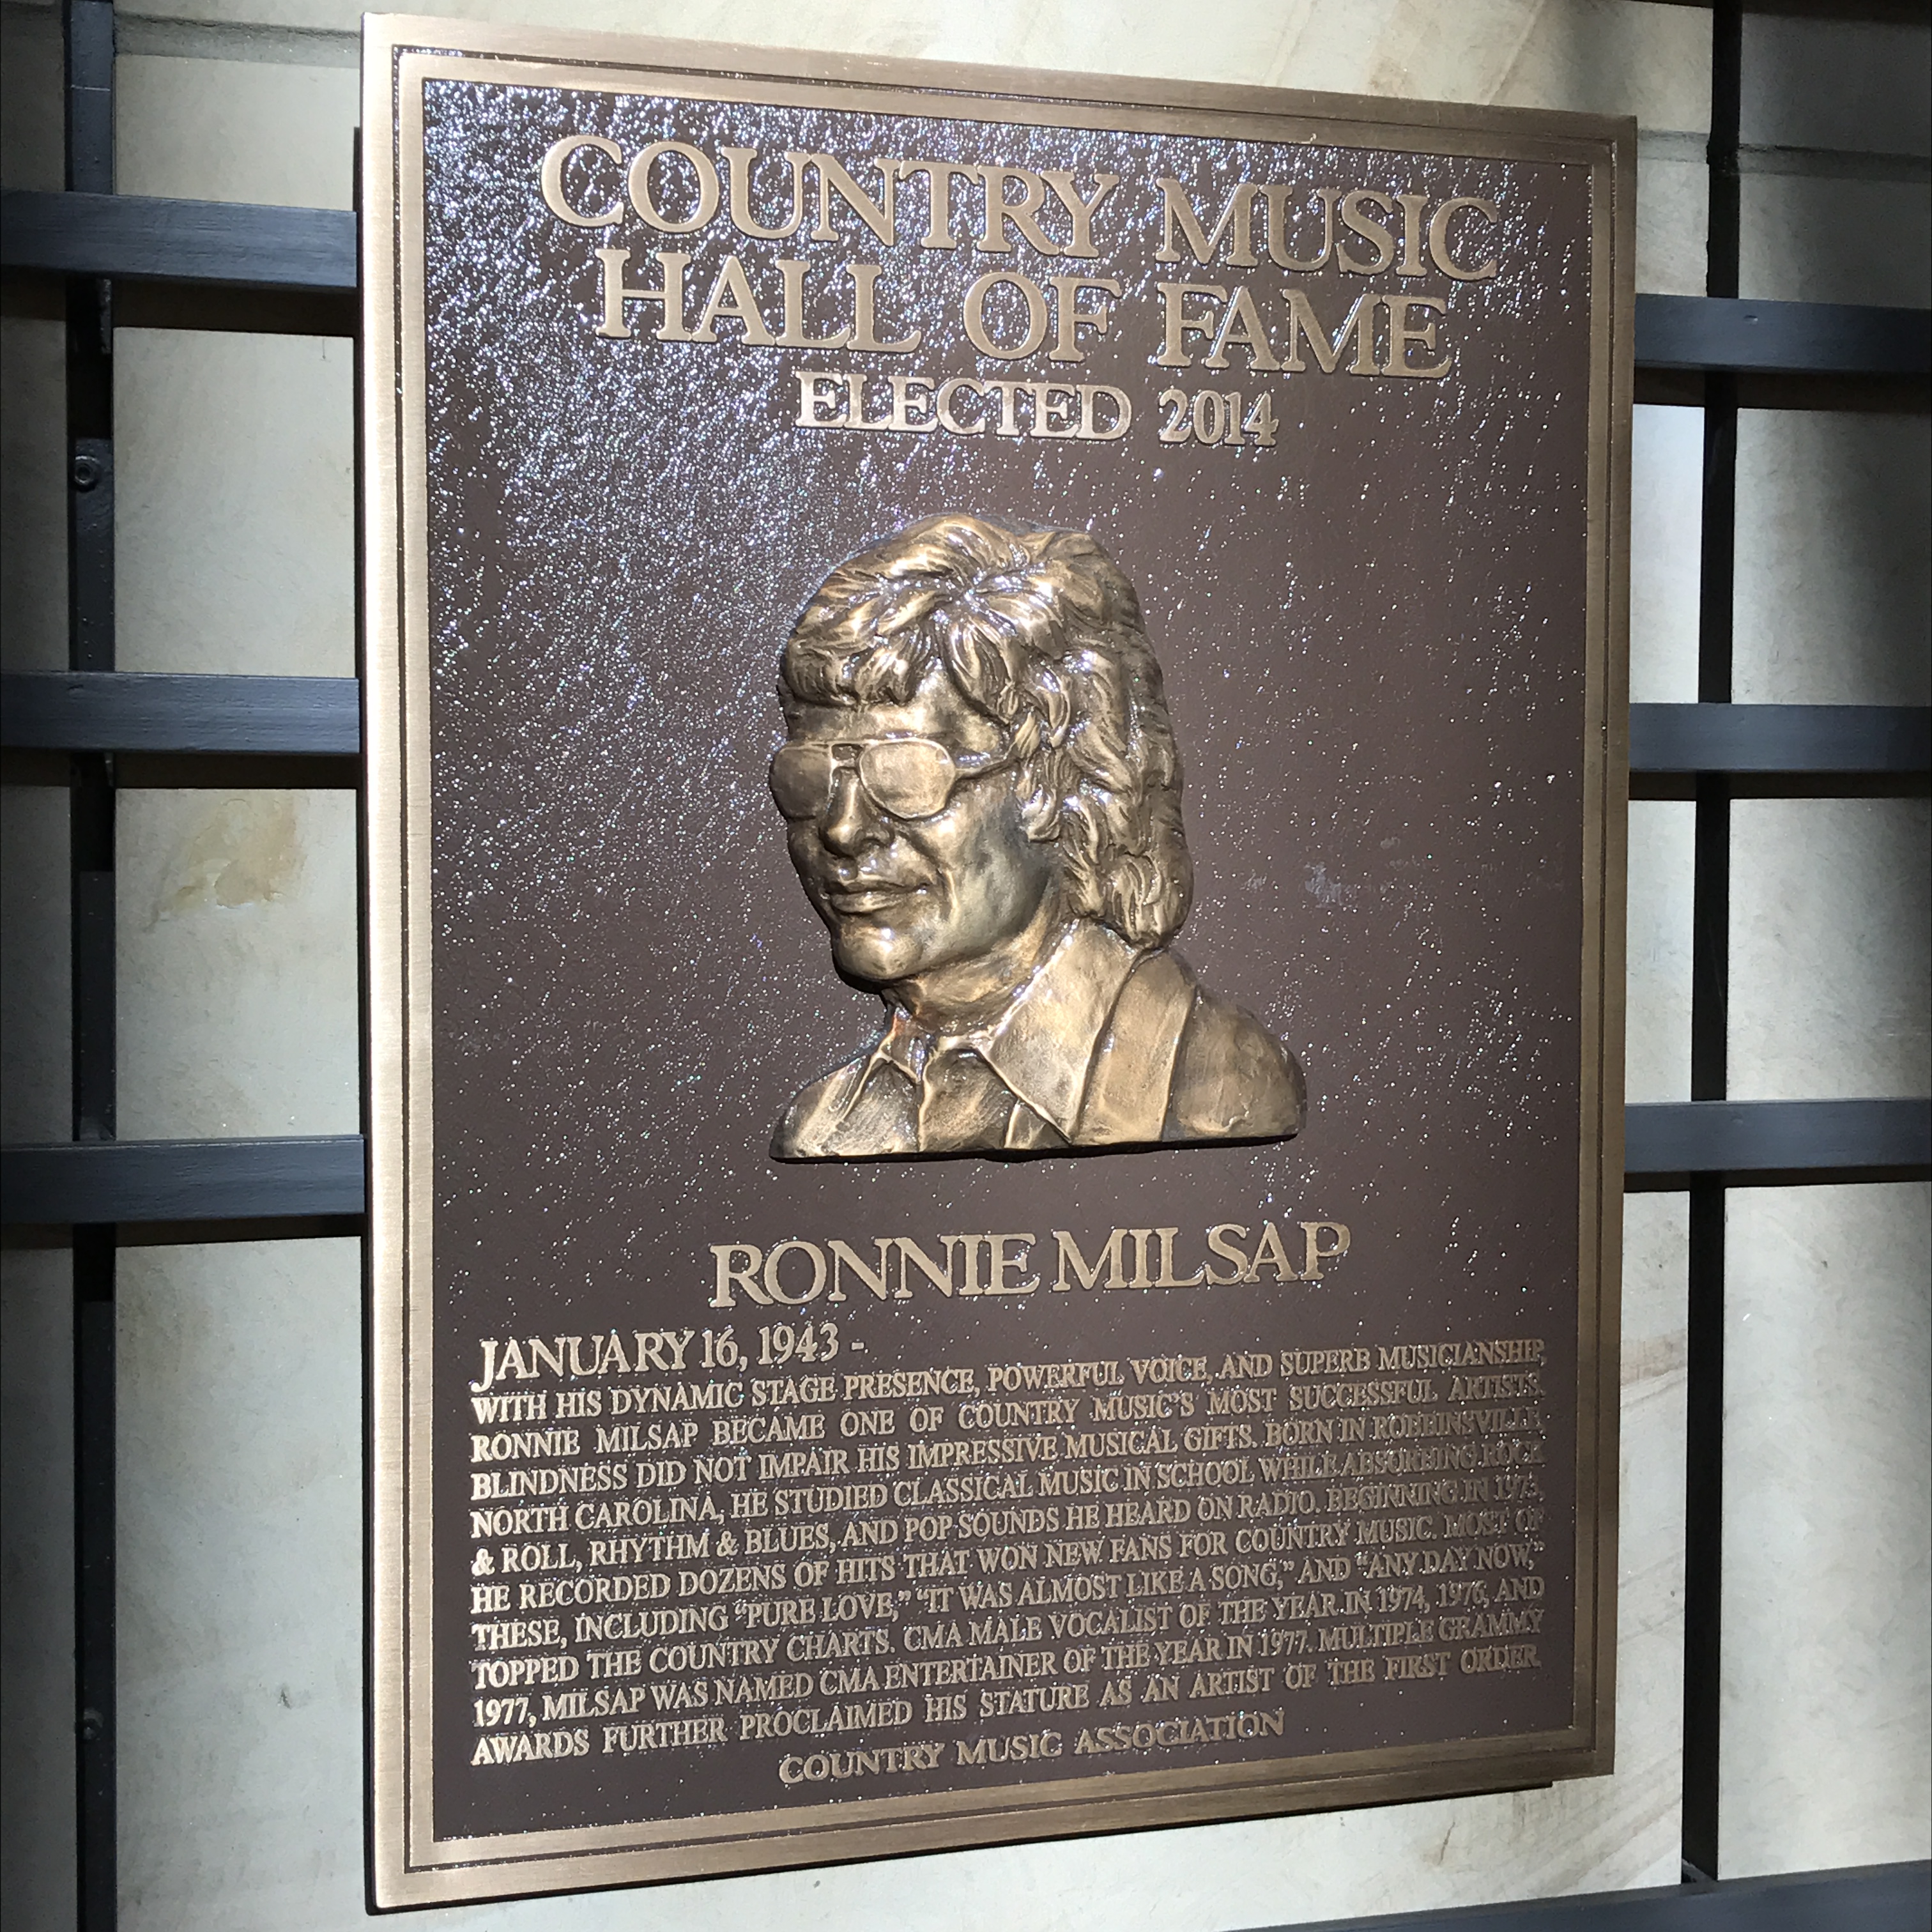 COUNTRY MUSIC
HALL OF FAME
ELECTED 2014
RONNIE MILSAP
JANUARY 16, 1943 -
WITH HIS DYNAMIC STAGE PRESENCE, POWERFUL VOICE, AND SUPERB MUSICIANSHIP,
RONNIE MILSAP BECAME ONE OF COUNTRY MUSIC'S MOST SUCCESSFUL ARTISTS.
BLINDNESS DID NOT IMPAIR HIS IMPRESSIVE MUSICAL GIFTS. BORN IN ROBBINSVILLE,
NORTH CAROLINA, HE STUDIED CLASSICAL MUSIC IN SCHOOL WHILE ABSORBING ROCK
& ROLL, RHYTHM & BLUES, AND POP SOUNDS HE HEARD ON RADIO. BEGINNING IN 1973,
HE RECORDED DOZENS OF HITS THAT WON NEW FANS FOR COUNTRY MUSIC. MOST OF
THESE, INCLUDING "PURE LOVE," "IT WAS ALMOST LIKE A SONG," AND "ANY DAY NOW,"
TOPPED THE COUNTRY CHARTS. CMA MALE VOCALIST OF THE YEAR IN 1974, 1976, AND
1977, MILSAP WAS NAMED CMA ENTERTAINER OF THE YEAR IN 1977. MULTIPLE GRAMMY
AWARDS FURTHER PROCLAIMED HIS STATURE AS AN ARTIST OF THE FIRST ORDER.
COUNTRY MUSIC ASSOCIATION